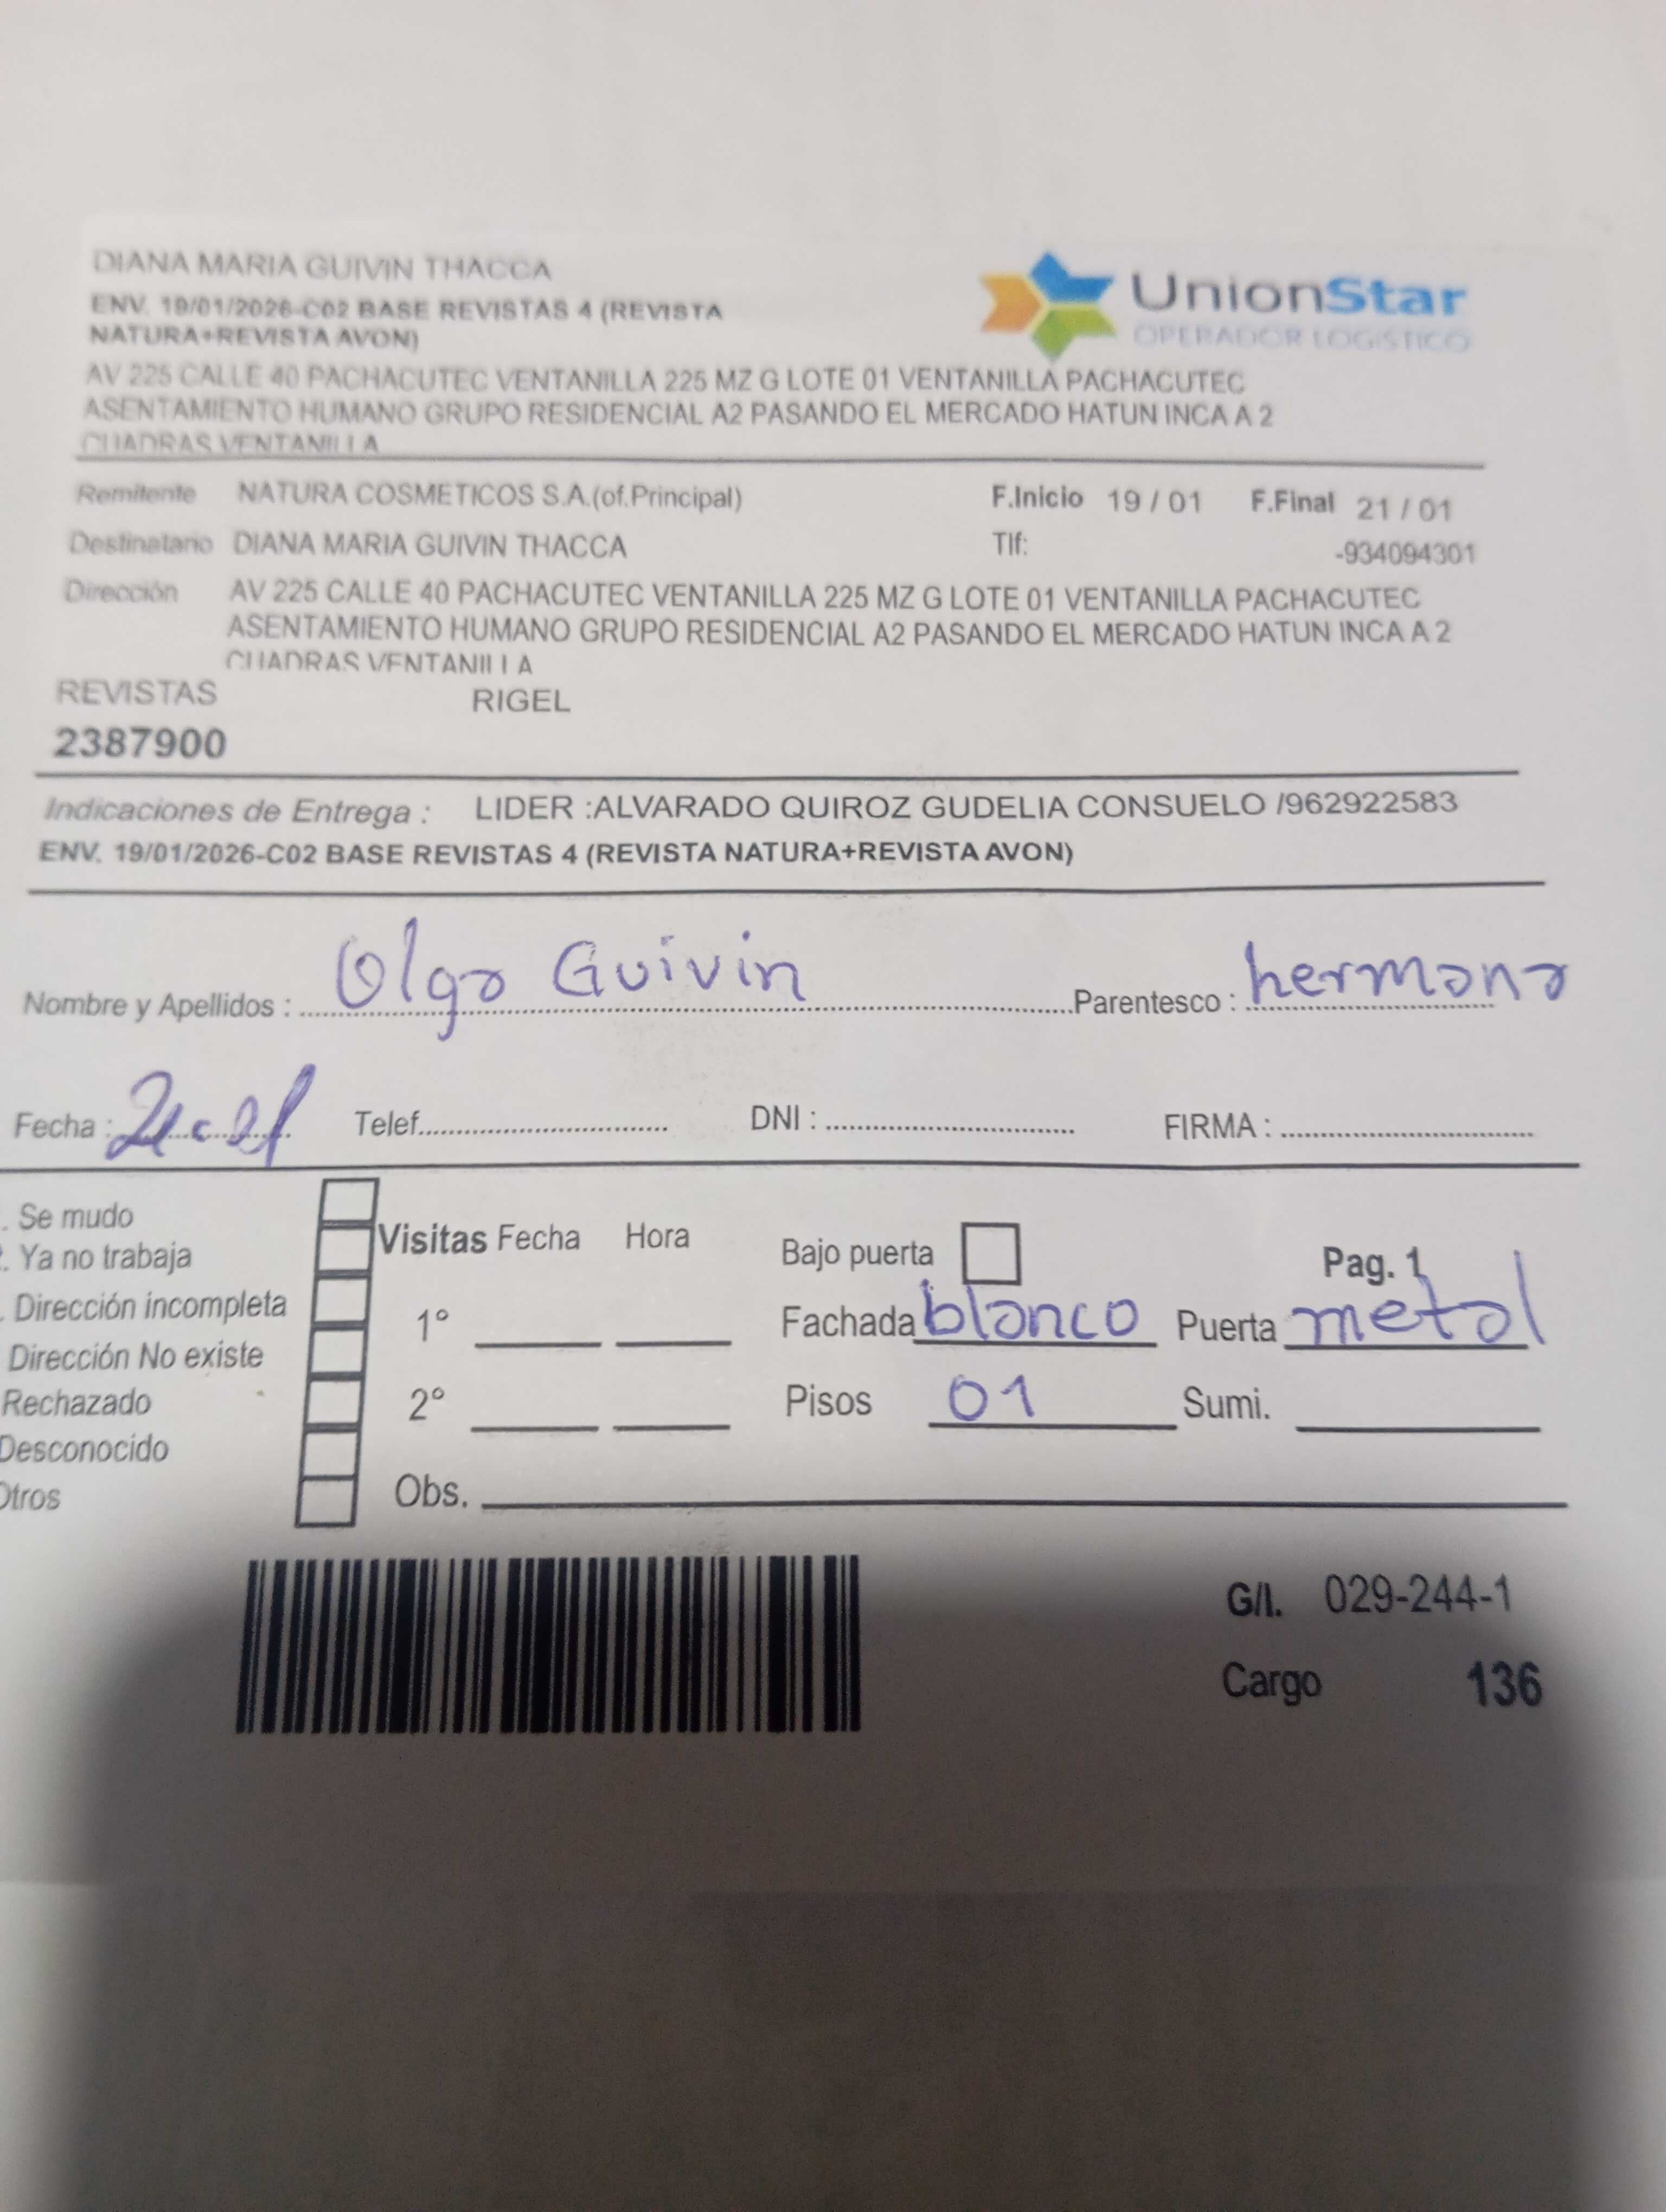 DIANA MARIA GUIVIN THACCA
ENV. 19/01/2026-C02 BASE REVISTAS 4 (REVISTA
NATURA+REVISTA AVON)
UnionStar
OPERADOR LOGISTICO
AV 225 CALLE 40 PACHACUTEC VENTANILLA 225 MZ G LOTE 01 VENTANILLA PACHACUTEC
ASENTAMIENTO HUMANO GRUPO RESIDENCIAL A2 PASANDO EL MERCADO HATUN INCA A 2
CUADRAS VENTANILLA
Remitente NATURA COSMETICOS S.A.(of.Principal) F.Inicio 19 / 01 F.Final 21 / 01
Destinatario DIANA MARIA GUIVIN THACCA Tlf: -934094301
Dirección AV 225 CALLE 40 PACHACUTEC VENTANILLA 225 MZ G LOTE 01 VENTANILLA PACHACUTEC
ASENTAMIENTO HUMANO GRUPO RESIDENCIAL A2 PASANDO EL MERCADO HATUN INCA A 2
CUADRAS VENTANILLA
REVISTAS RIGEL
2387900
Indicaciones de Entrega : LIDER :ALVARADO QUIROZ GUDELIA CONSUELO /962922583
ENV. 19/01/2026-C02 BASE REVISTAS 4 (REVISTA NATURA+REVISTA AVON)
Nombre y Apellidos : Olga Guivin Parentesco : hermana
Fecha : Telef. DNI : FIRMA :
. Se mudo
. Ya no trabaja
. Dirección incompleta
Dirección No existe
Rechazado
Desconocido
Otros
Visitas Fecha Hora
1°
2°
Obs.
Bajo puerta Pag. 1
Fachada blanco Puerta metal
Pisos 01 Sumi.
G/I. 029-244-1
Cargo 136